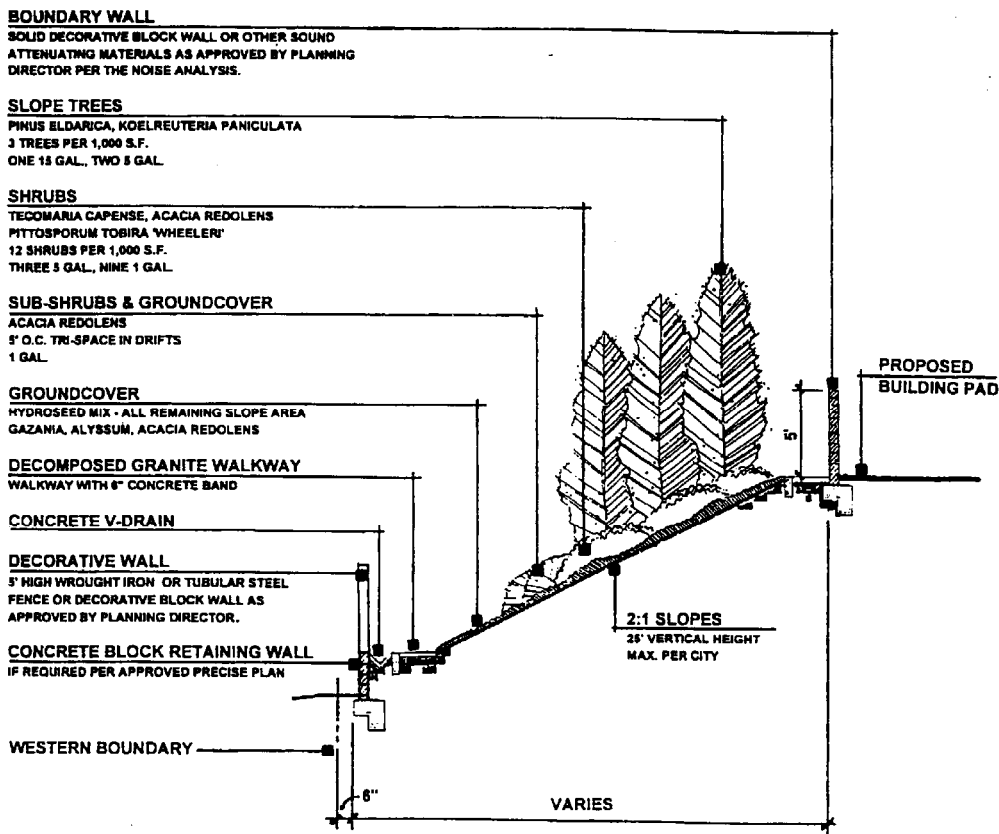 BOUNDARY WALL
SOLID DECORATIVE BLOCK WALL OR OTHER SOUND
ATTENUATING MATERIALS AS APPROVED BY PLANNING
DIRECTOR PER THE NOISE ANALYSIS.
SLOPE TREES
PINUS ELDARICA, KOELREUTERIA PANICULATA
3 TREES PER 1,000 S.F.
ONE 15 GAL., TWO 5 GAL.
SHRUBS
TECOMARIA CAPENSE, ACACIA REDOLENS
PITTOSPORUM TOBIRA 'WHEELERI'
12 SHRUBS PER 1,000 S.F.
THREE 5 GAL., NINE 1 GAL.
SUB-SHRUBS & GROUNDCOVER
ACACIA REDOLENS
5' O.C. TRI-SPACE IN DRIFTS
1 GAL.
GROUNDCOVER
HYDROSEED MIX - ALL REMAINING SLOPE AREA
GAZANIA, ALYSSUM, ACACIA REDOLENS
DECOMPOSED GRANITE WALKWAY
WALKWAY WITH 6" CONCRETE BAND
CONCRETE V-DRAIN
DECORATIVE WALL
5' HIGH WROUGHT IRON OR TUBULAR STEEL
FENCE OR DECORATIVE BLOCK WALL AS
APPROVED BY PLANNING DIRECTOR.
CONCRETE BLOCK RETAINING WALL
IF REQUIRED PER APPROVED PRECISE PLAN
WESTERN BOUNDARY
PROPOSED
BUILDING PAD
5'
2:1 SLOPES
25' VERTICAL HEIGHT
MAX. PER CITY
6"
VARIES